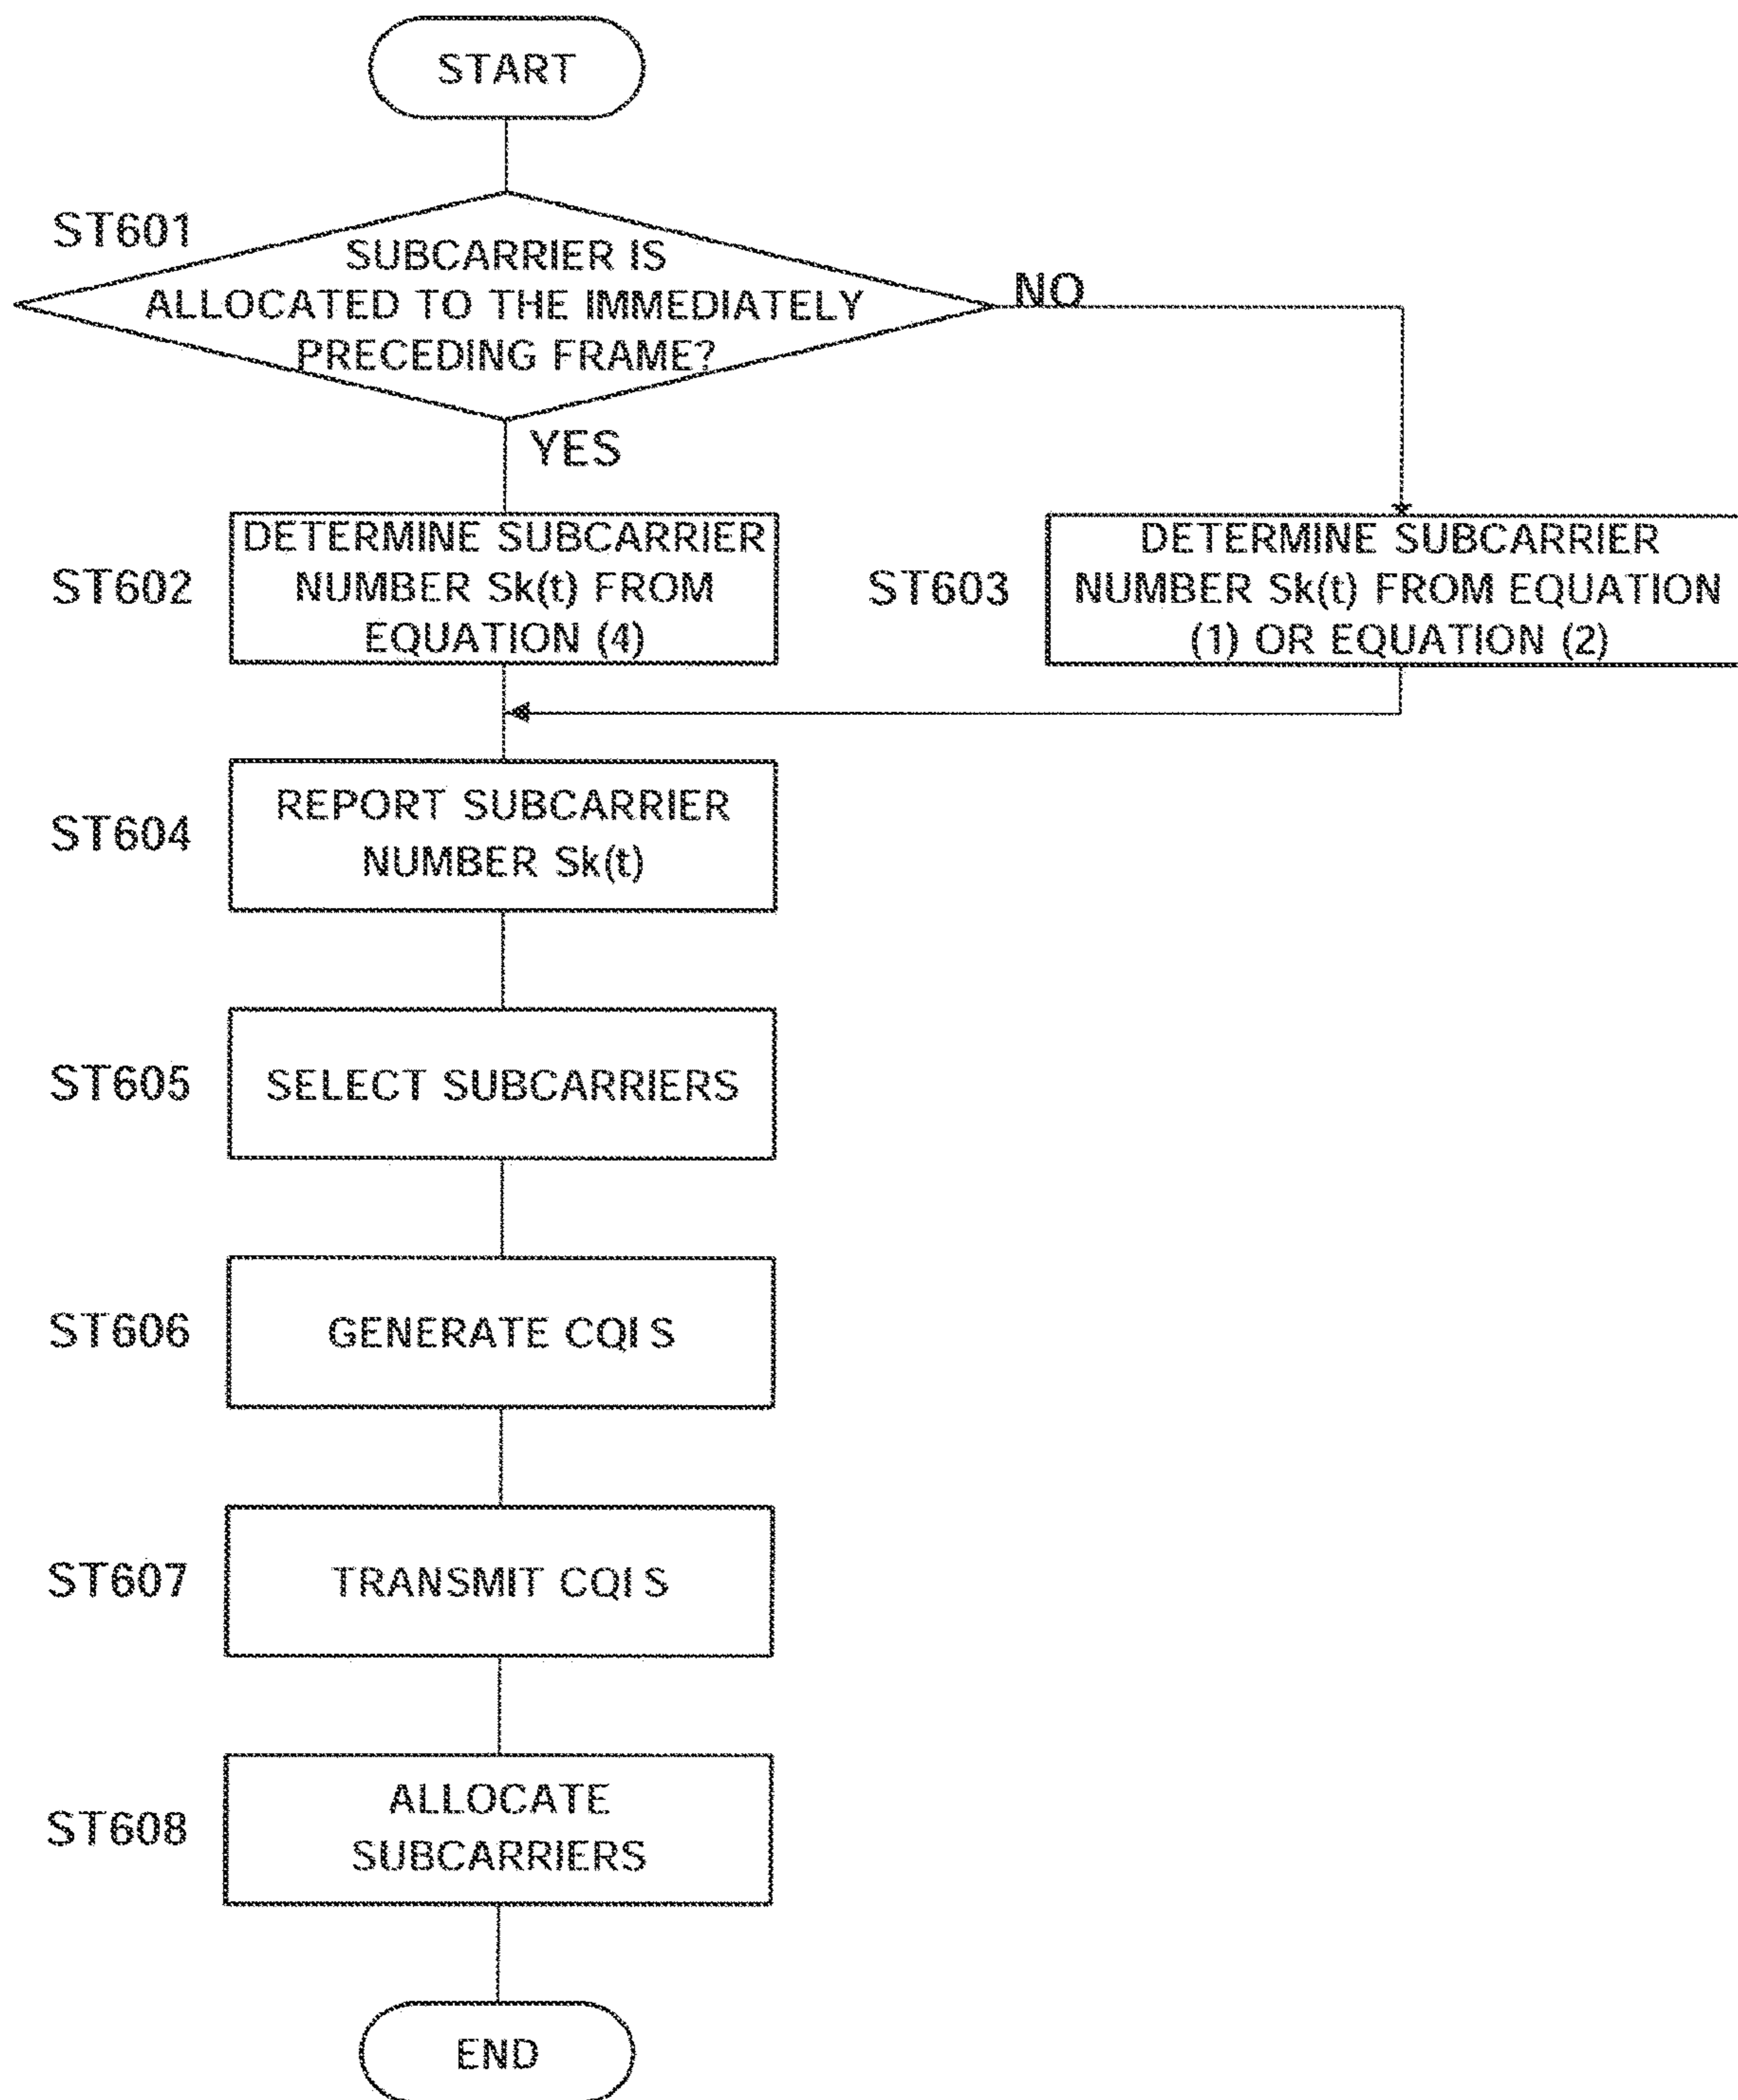 START
ST601
SUBCARRIER IS
ALLOCATED TO THE IMMEDIATELY
PRECEDING FRAME?
NO
YES
ST602
DETERMINE SUBCARRIER
NUMBER Sk(t) FROM
EQUATION (4)
ST603
DETERMINE SUBCARRIER
NUMBER Sk(t) FROM EQUATION
(1) OR EQUATION (2)
ST604
REPORT SUBCARRIER
NUMBER Sk(t)
ST605
SELECT SUBCARRIERS
ST606
GENERATE CQI S
ST607
TRANSMIT CQI S
ST608
ALLOCATE
SUBCARRIERS
END